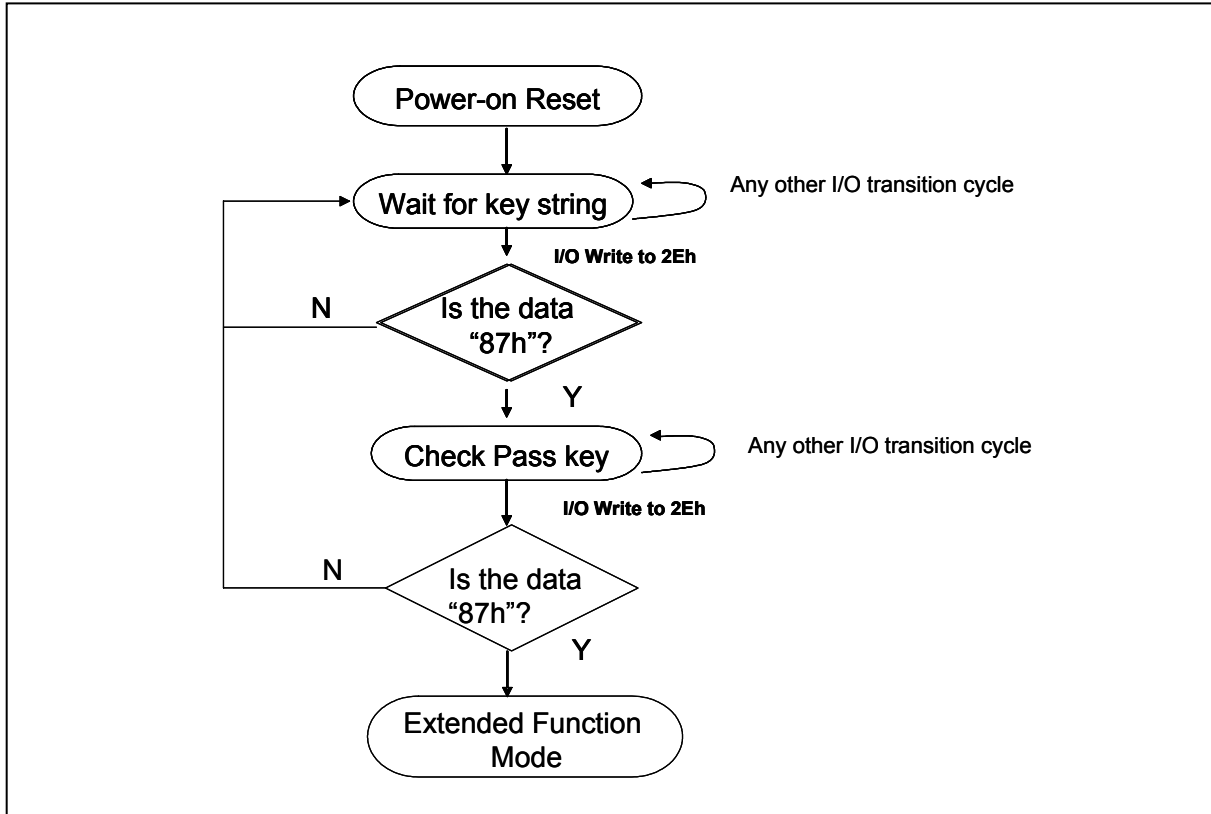 Power-on Reset
Wait for key string
Any other I/O transition cycle
I/O Write to 2Eh
N
Is the data
“87h”?
Y
Check Pass key
Any other I/O transition cycle
I/O Write to 2Eh
N
Is the data
“87h”?
Y
Extended Function
Mode